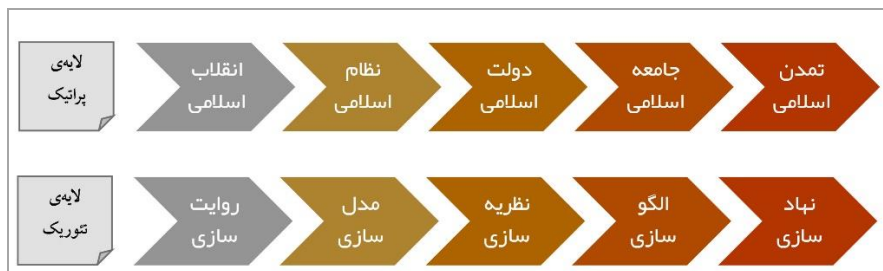 لایه‌ی
پراتیک
انقلاب
اسلامی
نظام
اسلامی
دولت
اسلامی
جامعه
اسلامی
تمدن
اسلامی
لایه‌ی
تئوریک
روایت
سازی
مدل
سازی
نظریه
سازی
الگو
سازی
نهاد
سازی